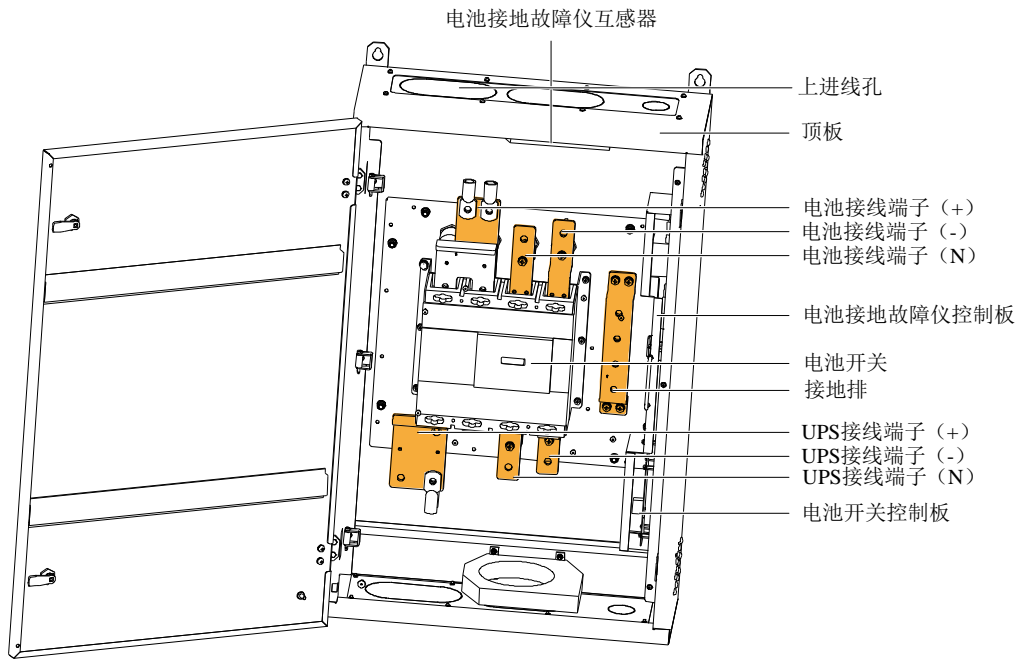 电池接地故障仪互感器
上进线孔
顶板
电池接线端子（+）
电池接线端子（-）
电池接线端子（N）
电池接地故障仪控制板
电池开关
接地排
UPS接线端子（+）
UPS接线端子（-）
UPS接线端子（N）
电池开关控制板